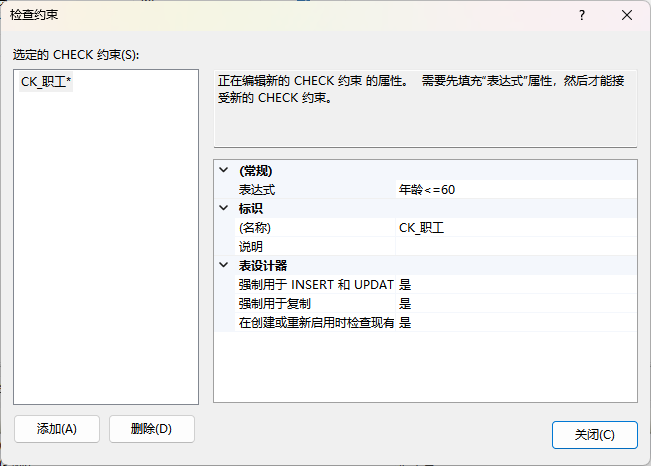 检查约束
选定的 CHECK 约束(S):
CK_职工*
正在编辑新的 CHECK 约束 的属性。  需要先填充“表达式”属性，然后才能接
受新的 CHECK 约束。
(常规)
表达式 年龄<=60
标识
(名称) CK_职工
说明
表设计器
强制用于 INSERT 和 UPDAT 是
强制用于复制 是
在创建或重新启用时检查现有 是
添加(A) 删除(D)
关闭(C)